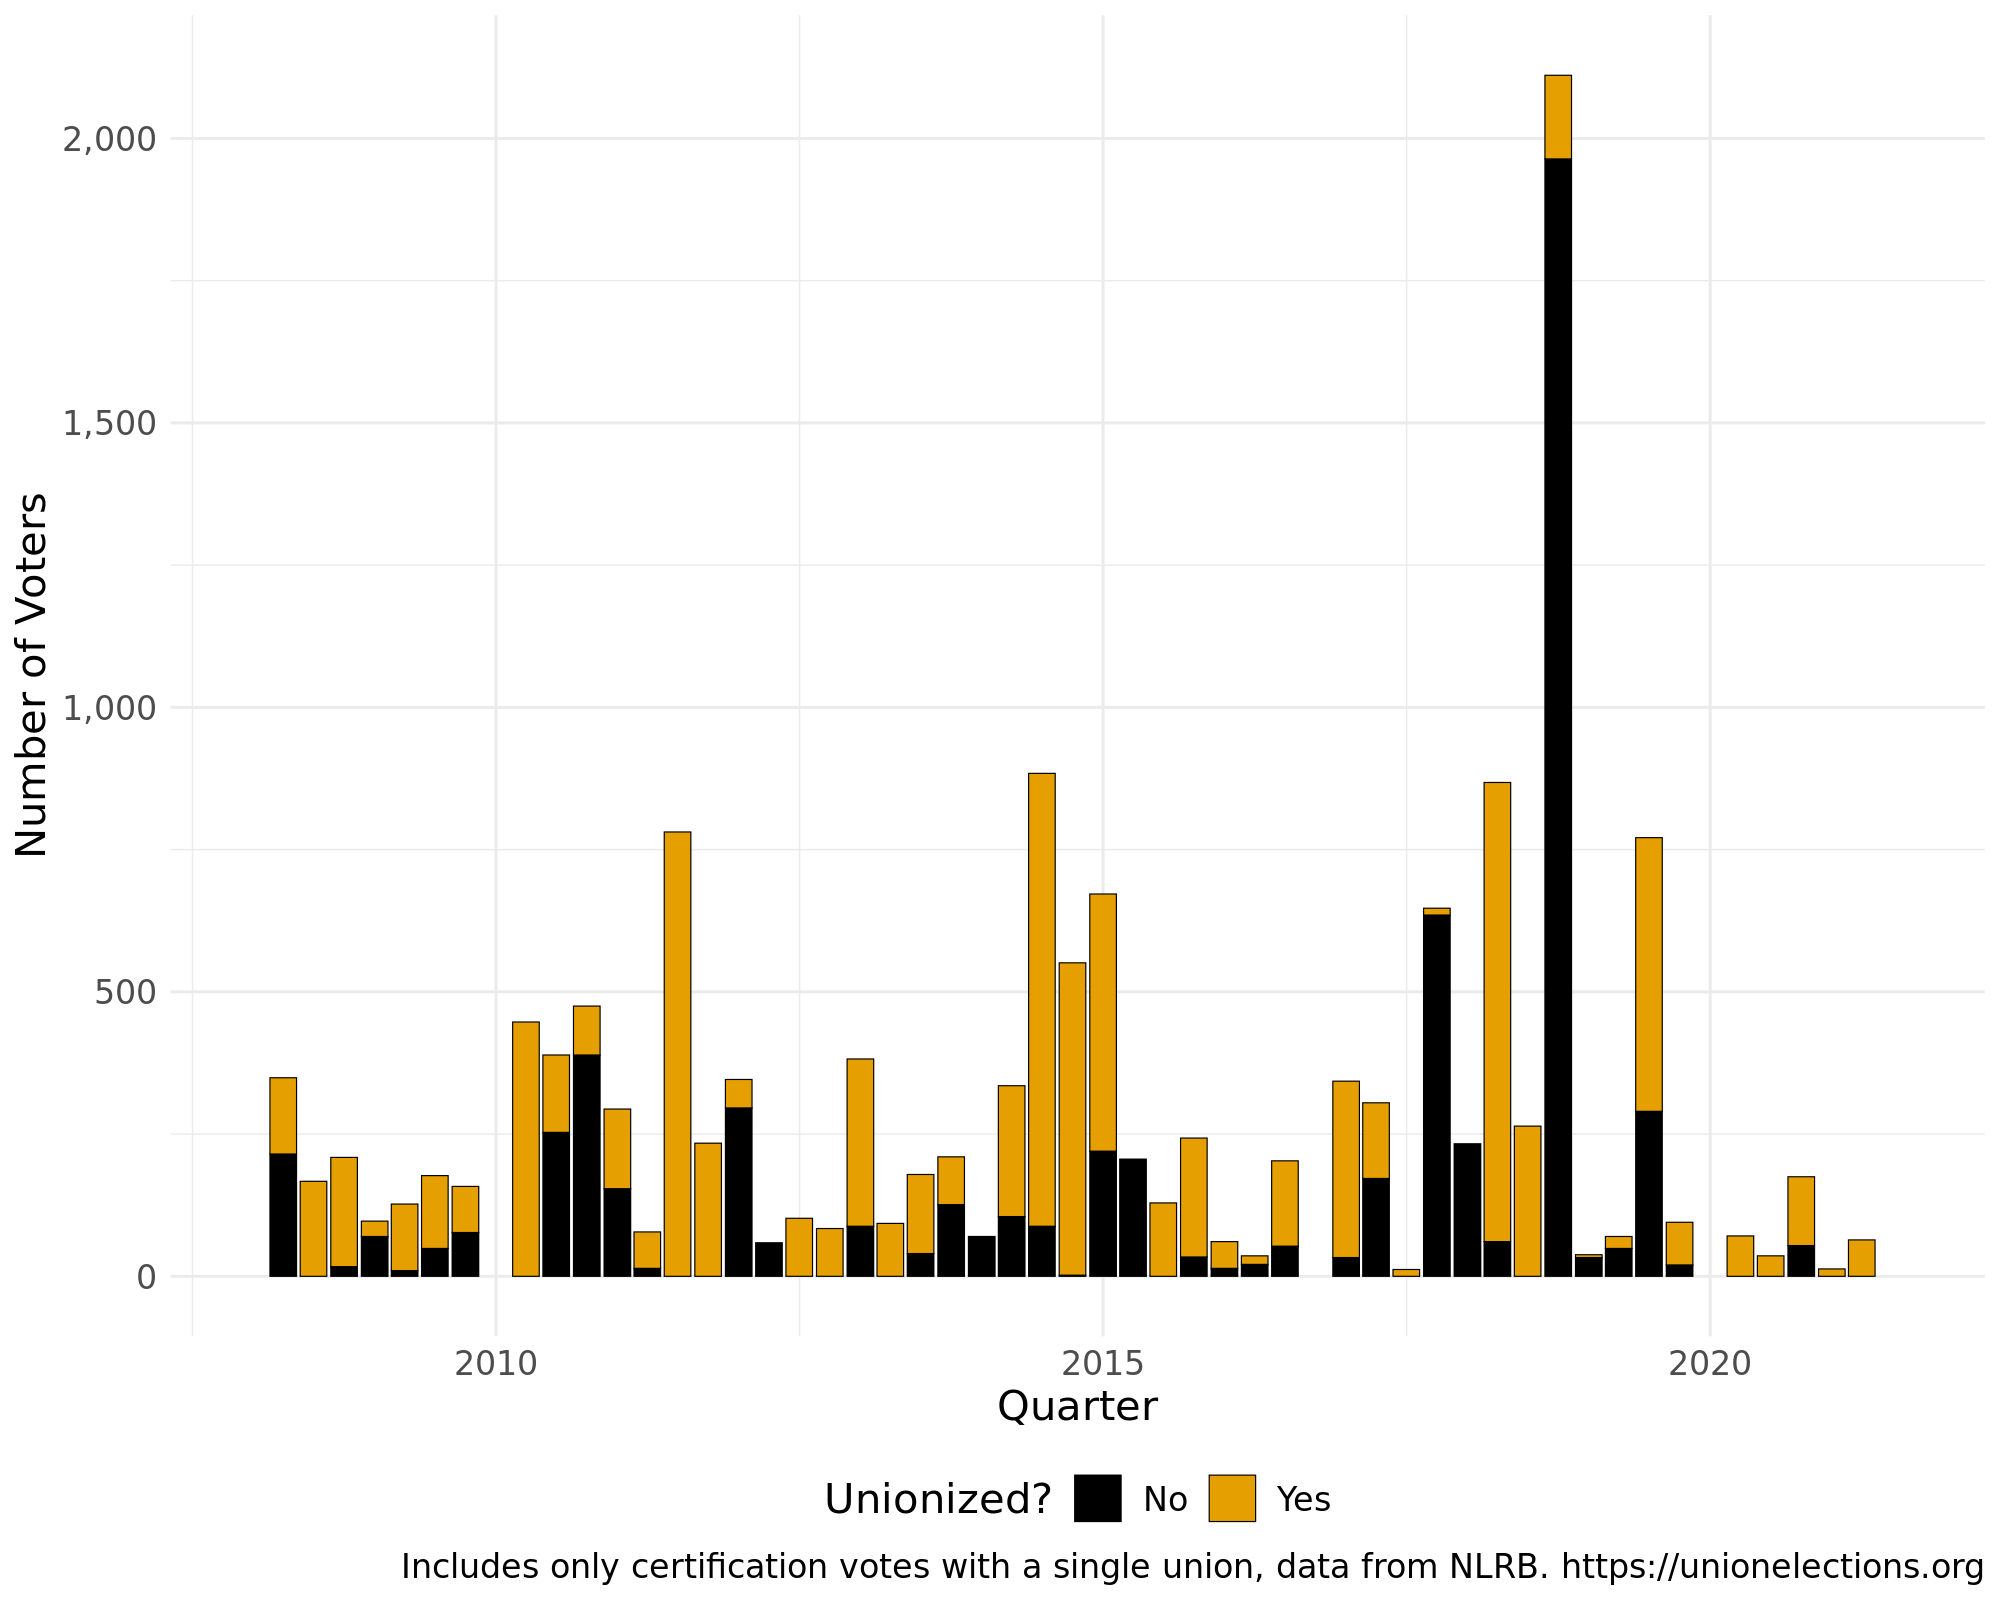 2,000
1,500
1,000
500
0
Number of Voters
2010 2015 2020
Quarter
Unionized? No Yes
Includes only certification votes with a single union, data from NLRB. https://unionelections.org